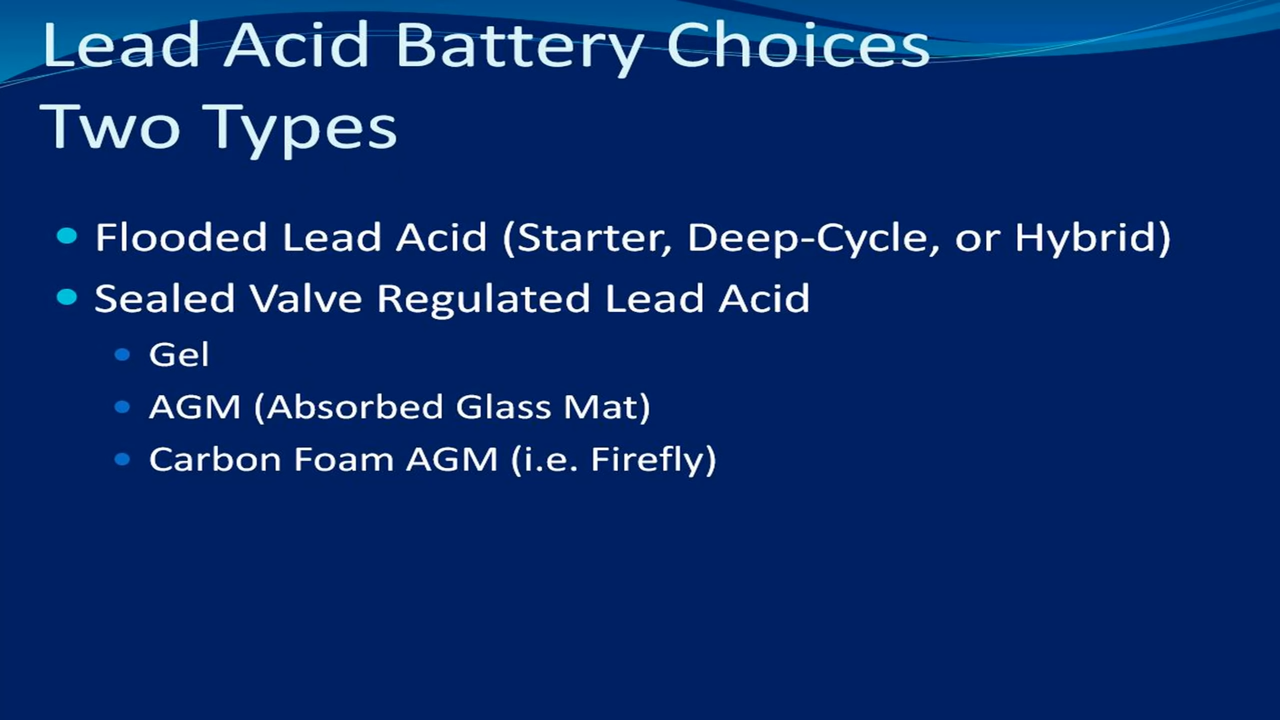 Lead Acid Battery Choices
Two Types
Flooded Lead Acid (Starter, Deep-Cycle, or Hybrid)
Sealed Valve Regulated Lead Acid
Gel
AGM (Absorbed Glass Mat)
Carbon Foam AGM (i.e. Firefly)